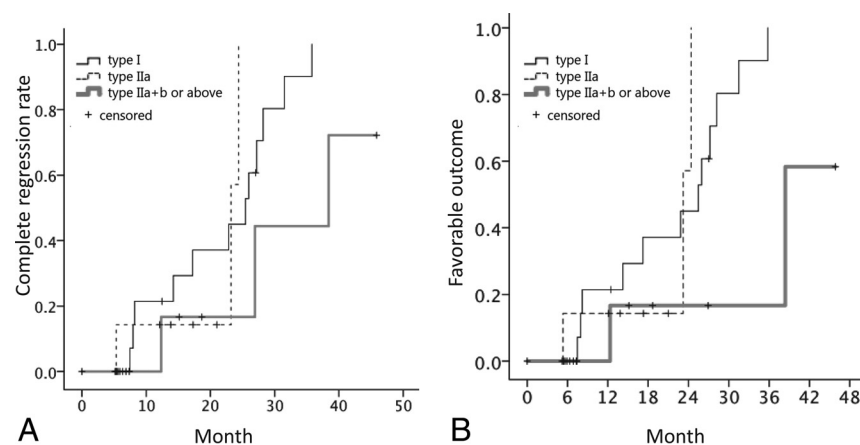 Complete regression rate
1.0
0.8
0.6
0.4
0.2
0.0
type I
type IIa
type IIa+b or above
+ censored
0 10 20 30 40 50
Month
A
Favorable outcome
1.0
0.8
0.6
0.4
0.2
0.0
type I
type IIa
type IIa+b or above
+ censored
0 6 12 18 24 30 36 42 48
Month
B